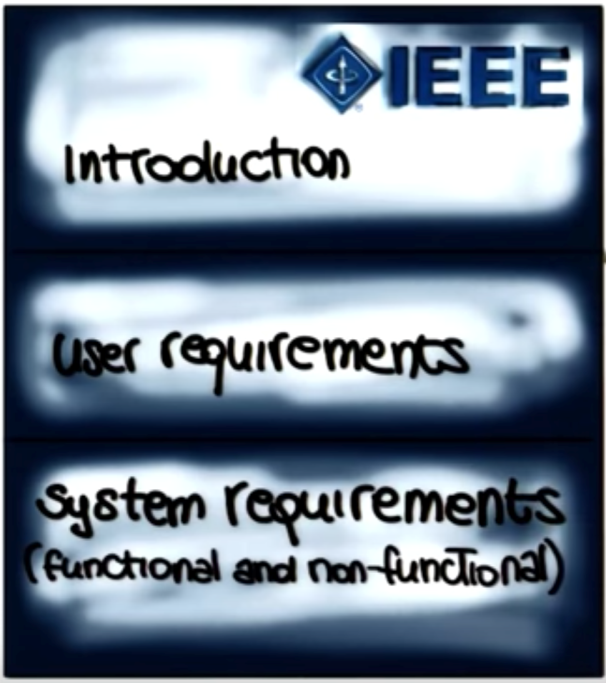 IEEE
Introduction
User requirements
System requirements
(functional and non-functional)